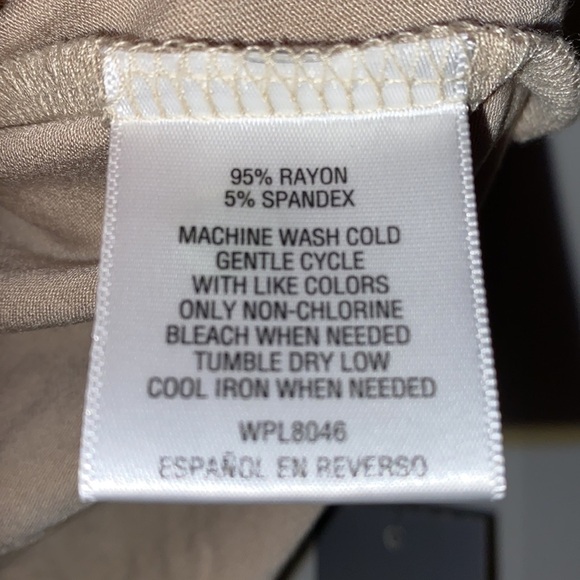 95% RAYON
5% SPANDEX
MACHINE WASH COLD
GENTLE CYCLE
WITH LIKE COLORS
ONLY NON-CHLORINE
BLEACH WHEN NEEDED
TUMBLE DRY LOW
COOL IRON WHEN NEEDED
WPL8046
ESPAÑOL EN REVERSO